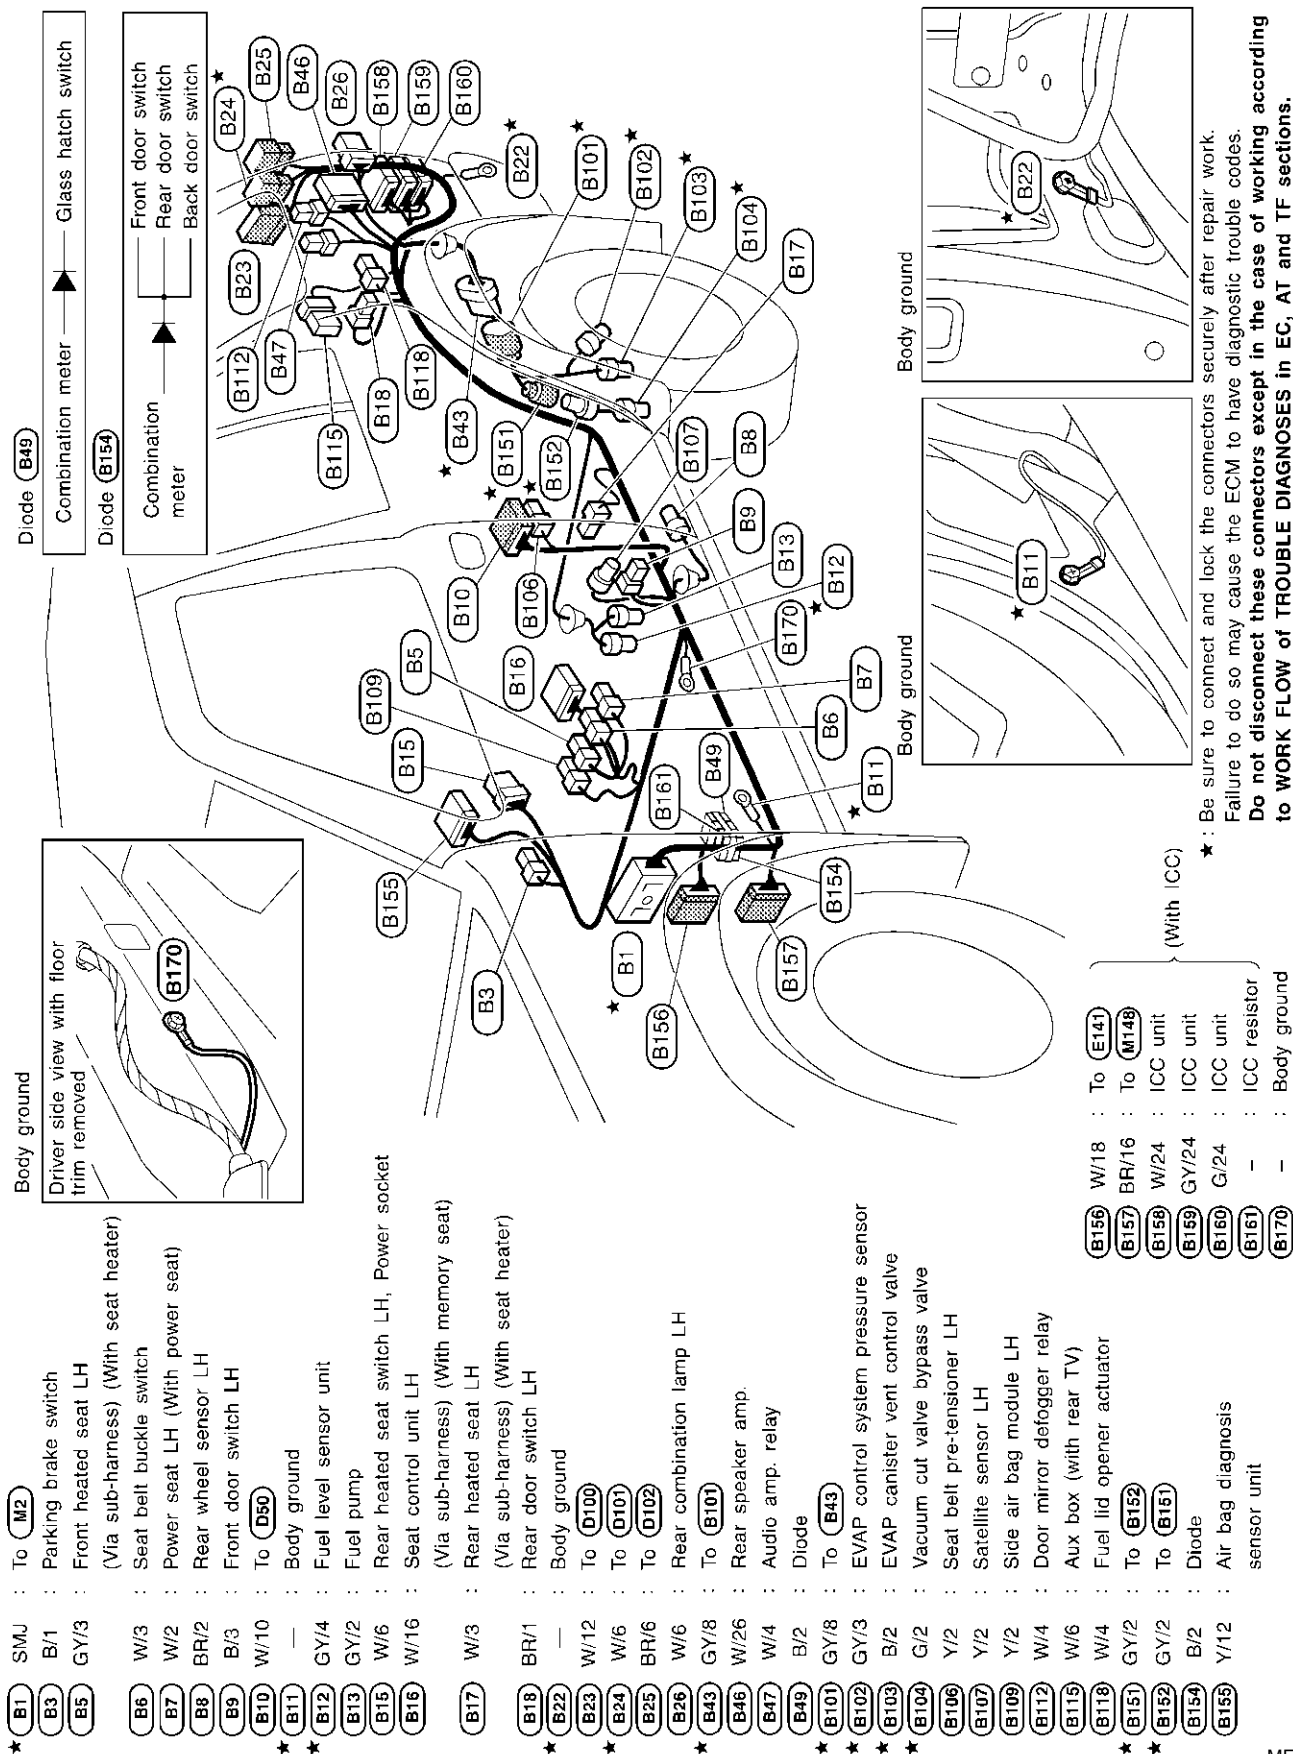 Body ground
Driver side view with floor
trim removed
B170
Diode B49
Combination meter
Glass hatch switch
Diode B154
Combination
meter
Front door switch
Rear door switch
Back door switch
★ B24
B25
B46
B26
B158
B159
B160
B23
B112
B47
B115
B18
B118
★ B22
★ B101
★ B102
★ B103
★ B104
B17
★ B43
★ B151
★ B152
B107
B8
B9
B13
★ B12
B170
B10
B106
B16
B5
B109
B15
B155
B3
B7
B6
B49
B161
★ B11
B154
B157
B156
★ B1
Body ground
★ B11
Body ground
★ B22
★ B1 SMJ : To M2
B3 B/1 : Parking brake switch
B5 GY/3 : Front heated seat LH
(Via sub-harness) (With seat heater)
B6 W/3 : Seat belt buckle switch
B7 W/2 : Power seat LH (With power seat)
B8 BR/2 : Rear wheel sensor LH
B9 B/3 : Front door switch LH
B10 W/10 : To D50
★ B11 — : Body ground
★ B12 GY/4 : Fuel level sensor unit
B13 GY/2 : Fuel pump
B15 W/6 : Rear heated seat switch LH, Power socket
B16 W/16 : Seat control unit LH
(Via sub-harness) (With memory seat)
B17 W/3 : Rear heated seat LH
(Via sub-harness) (With seat heater)
B18 BR/1 : Rear door switch LH
★ B22 — : Body ground
B23 W/12 : To D100
★ B24 W/6 : To D101
B25 BR/6 : To D102
B26 W/6 : Rear combination lamp LH
★ B43 GY/8 : To B101
B46 W/26 : Rear speaker amp.
B47 W/4 : Audio amp. relay
B49 B/2 : Diode
★ B101 GY/8 : To B43
★ B102 GY/3 : EVAP control system pressure sensor
★ B103 B/2 : EVAP canister vent control valve
★ B104 G/2 : Vacuum cut valve bypass valve
B106 Y/2 : Seat belt pre-tensioner LH
B107 Y/2 : Satellite sensor LH
B109 Y/2 : Side air bag module LH
B112 W/4 : Door mirror defogger relay
B115 W/6 : Aux box (with rear TV)
B118 W/4 : Fuel lid opener actuator
★ B151 GY/2 : To B152
★ B152 GY/2 : To B151
B154 B/2 : Diode
B155 Y/12 : Air bag diagnosis
sensor unit
B156 W/18 : To E141
B157 BR/16 : To M148
B158 W/24 : ICC unit
B159 GY/24 : ICC unit
B160 G/24 : ICC unit
B161 – : ICC resistor
(With ICC)
B170 – : Body ground
★ : Be sure to connect and lock the connectors securely after repair work.
Failure to do so may cause the ECM to have diagnostic trouble codes.
Do not disconnect these connectors except in the case of working according
to WORK FLOW of TROUBLE DIAGNOSES in EC, AT and TF sections.